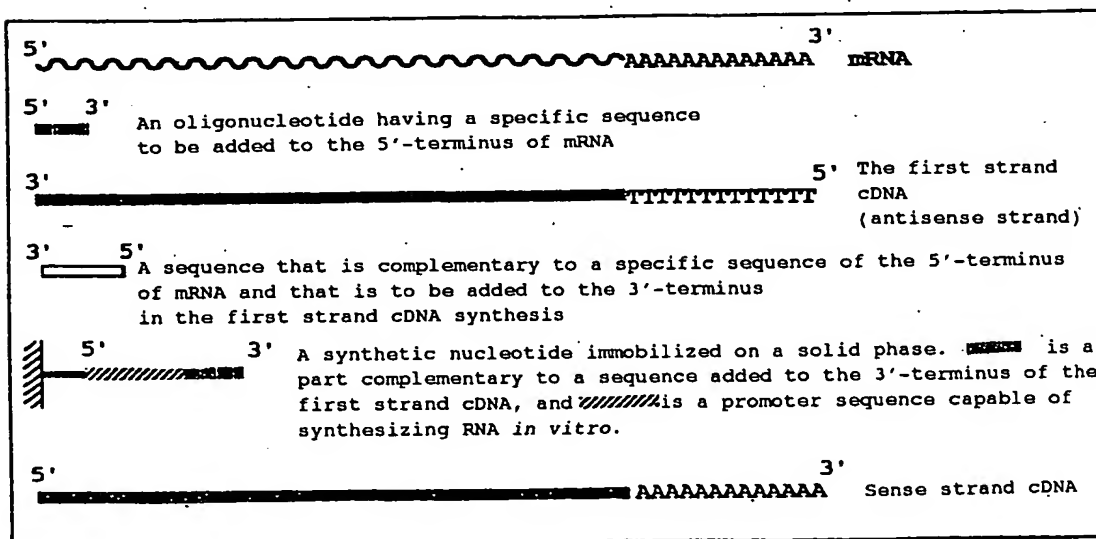 5' 3'
AAAAAAAAAAAAA mRNA
5' 3'
An oligonucleotide having a specific sequence
to be added to the 5'-terminus of mRNA
3' 5' The first strand
TTTTTTTTTTTTT cDNA
(antisense strand)
3' 5'
A sequence that is complementary to a specific sequence of the 5'-terminus
of mRNA and that is to be added to the 3'-terminus
in the first strand cDNA synthesis
5' 3' A synthetic nucleotide immobilized on a solid phase. is a
part complementary to a sequence added to the 3'-terminus of the
first strand cDNA, and is a promoter sequence capable of
synthesizing RNA in vitro.
5' 3'
AAAAAAAAAAAAA Sense strand cDNA